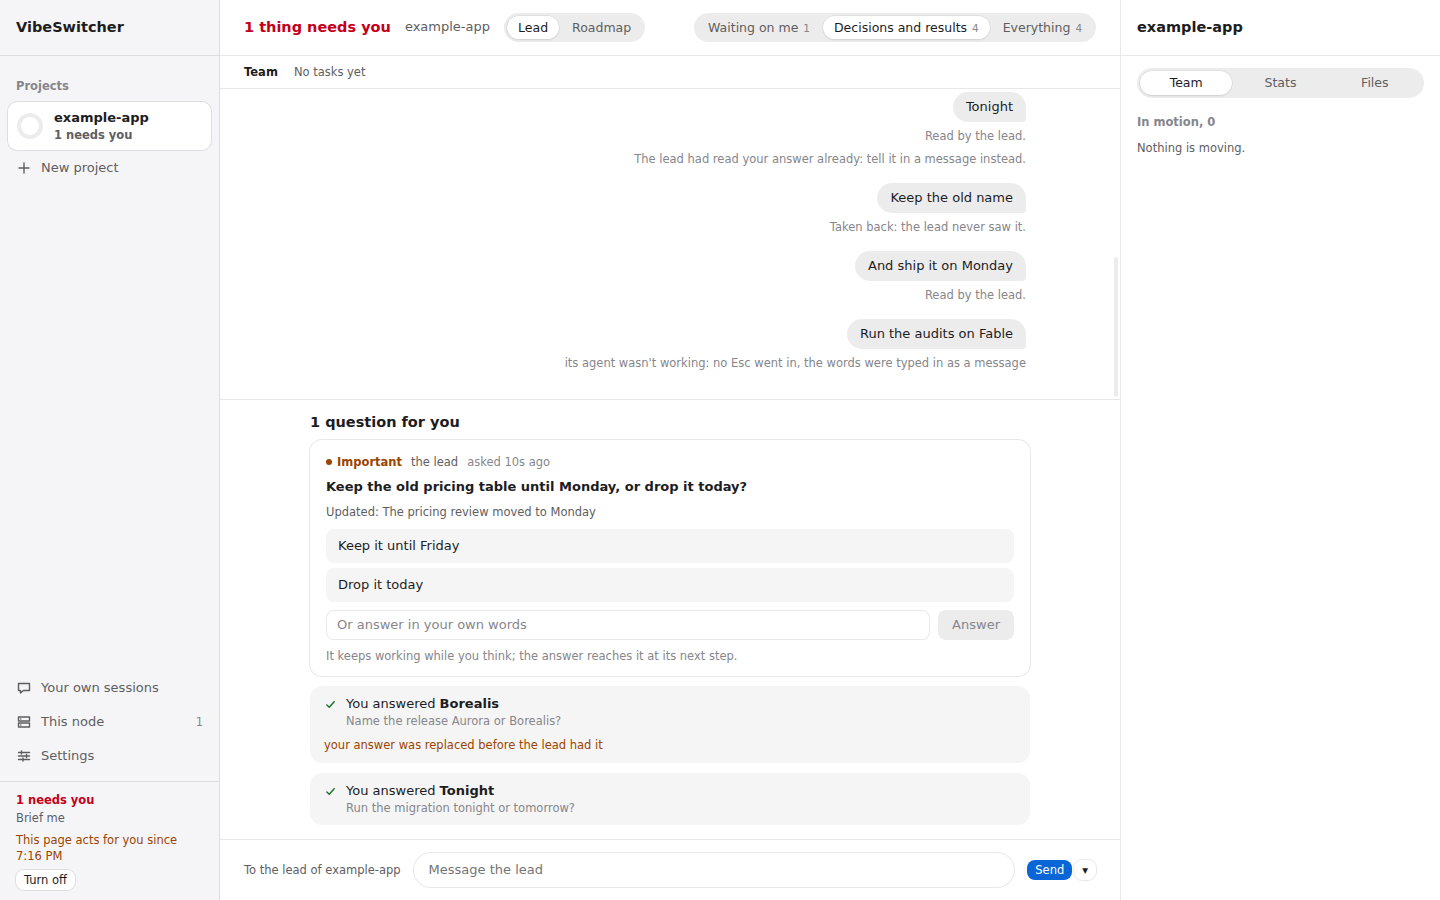 VibeSwitcher
Projects
example-app
1 needs you
New project
Your own sessions
This node 1
Settings
1 needs you
Brief me
This page acts for you since
7:16 PM
Turn off
1 thing needs you example-app Lead Roadmap Waiting on me 1 Decisions and results 4 Everything 4
Team No tasks yet
Tonight
Read by the lead.
The lead had read your answer already: tell it in a message instead.
Keep the old name
Taken back: the lead never saw it.
And ship it on Monday
Read by the lead.
Run the audits on Fable
its agent wasn't working: no Esc went in, the words were typed in as a message
1 question for you
Important the lead asked 10s ago
Keep the old pricing table until Monday, or drop it today?
Updated: The pricing review moved to Monday
Keep it until Friday
Drop it today
Or answer in your own words Answer
It keeps working while you think; the answer reaches it at its next step.
You answered Borealis
Name the release Aurora or Borealis?
your answer was replaced before the lead had it
You answered Tonight
Run the migration tonight or tomorrow?
To the lead of example-app Message the lead Send
example-app
Team Stats Files
In motion, 0
Nothing is moving.